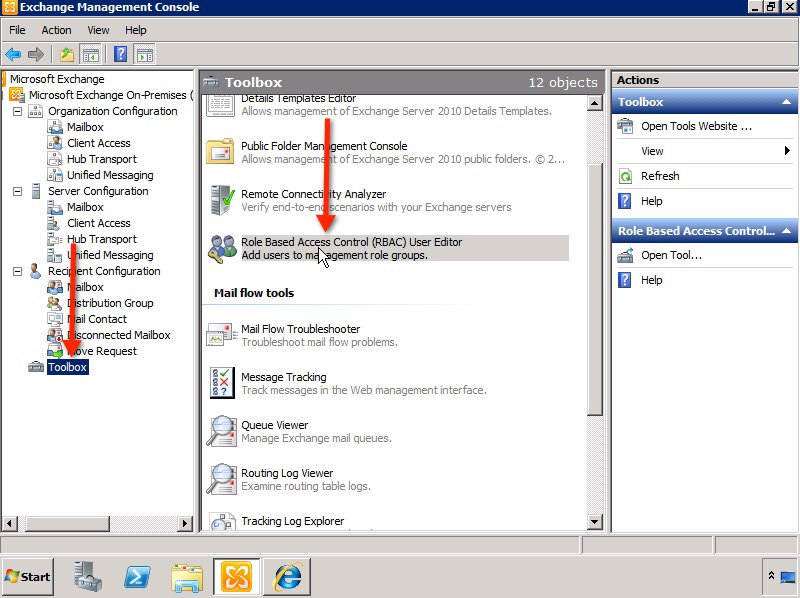 Exchange Management Console
File Action View Help
Microsoft Exchange
Microsoft Exchange On-Premises (
Organization Configuration
Mailbox
Client Access
Hub Transport
Unified Messaging
Server Configuration
Mailbox
Client Access
Hub Transport
Unified Messaging
Recipient Configuration
Mailbox
Distribution Group
Mail Contact
Disconnected Mailbox
Move Request
Toolbox
Toolbox 12 objects
Details Templates Editor
Allows management of Exchange Server 2010 Details Templates.
Public Folder Management Console
Allows management of Exchange Server 2010 public folders. © 2...
Remote Connectivity Analyzer
Verify end-to-end scenarios with your Exchange servers
Role Based Access Control (RBAC) User Editor
Add users to management role groups.
Mail flow tools
Mail Flow Troubleshooter
Troubleshoot mail flow problems.
Message Tracking
Track messages in the Web management interface.
Queue Viewer
Manage Exchange mail queues.
Routing Log Viewer
Examine routing table logs.
Tracking Log Explorer
Actions
Toolbox
Open Tools Website ...
View
Refresh
Help
Role Based Access Control...
Open Tool...
Help
Start